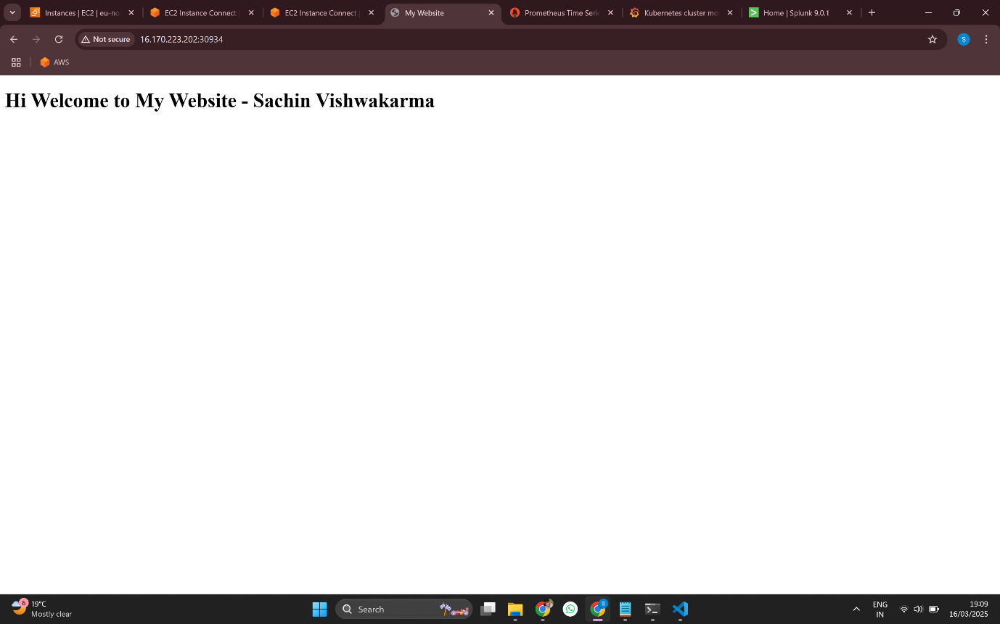 Instances | EC2 | eu-no
EC2 Instance Connect |
EC2 Instance Connect |
My Website
Prometheus Time Serie
Kubernetes cluster mo
Home | Splunk 9.0.1
Not secure
16.170.223.202:30934
S
AWS
Hi Welcome to My Website - Sachin Vishwakarma
6
19°C
Mostly clear
Search
S
ENG
IN
19:09
16/03/2025